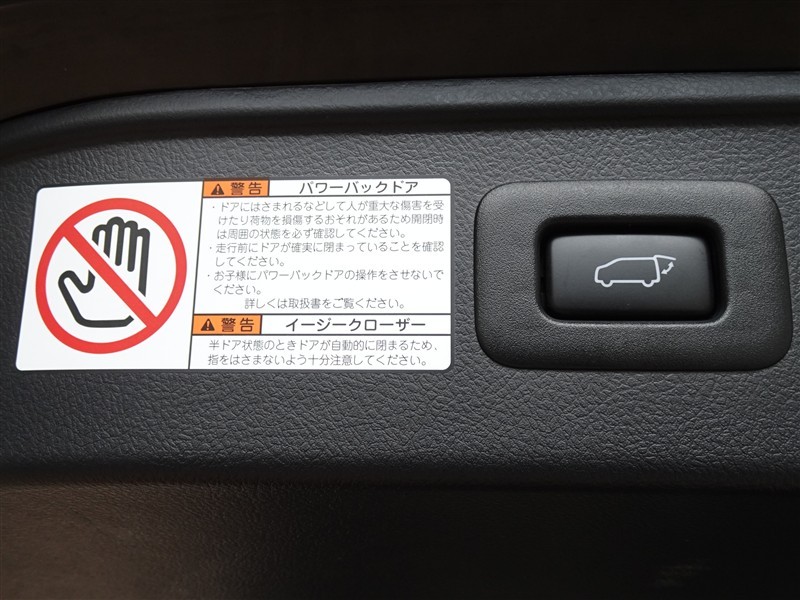 警告 パワーバックドア
・ドアにはさまれるなどして人が重大な傷害を受
けたり荷物を損傷するおそれがあるため開閉時
は周囲の状態を必ず確認してください。
・走行前にドアが確実に閉まっていることを確認
してください。
・お子様にパワーバックドアの操作をさせないで
ください。
詳しくは取扱書をご覧ください。
警告 イージークローザー
半ドア状態のときドアが自動的に閉まるため、
指をはさまないよう十分注意してください。